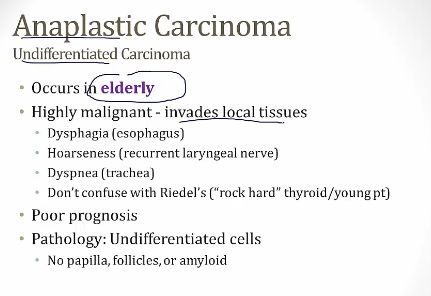 Anaplastic Carcinoma
Undifferentiated Carcinoma
• Occurs in elderly
• Highly malignant - invades local tissues
• Dysphagia (esophagus)
• Hoarseness (recurrent laryngeal nerve)
• Dyspnea (trachea)
• Don't confuse with Riedel's ("rock hard" thyroid/young pt)
• Poor prognosis
• Pathology: Undifferentiated cells
• No papilla, follicles, or amyloid